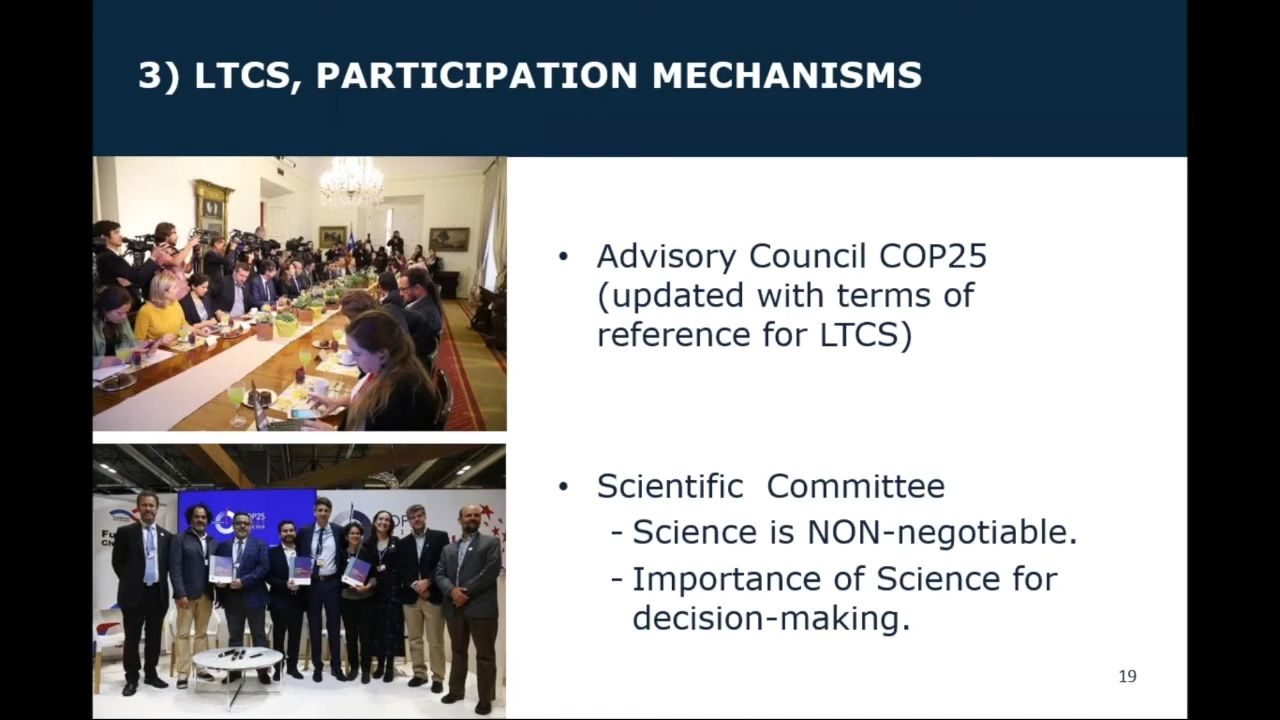 3) LTCS, PARTICIPATION MECHANISMS
• Advisory Council COP25
(updated with terms of
reference for LTCS)
• Scientific Committee
- Science is NON-negotiable.
- Importance of Science for
decision-making.
COP25
19